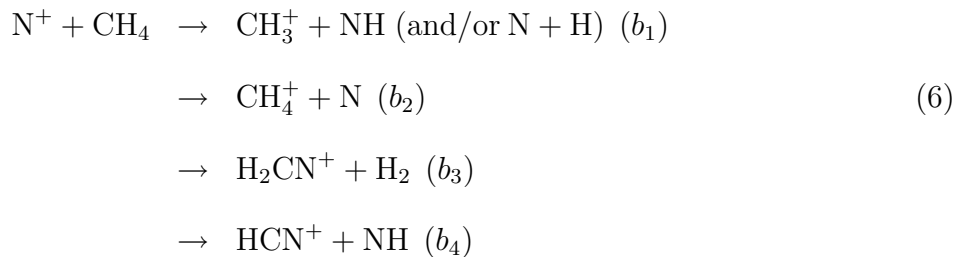 N⁺ + CH₄ → CH₃⁺ + NH (and/or N + H) (b₁)
→ CH₄⁺ + N (b₂) (6)
→ H₂CN⁺ + H₂ (b₃)
→ HCN⁺ + NH (b₄)